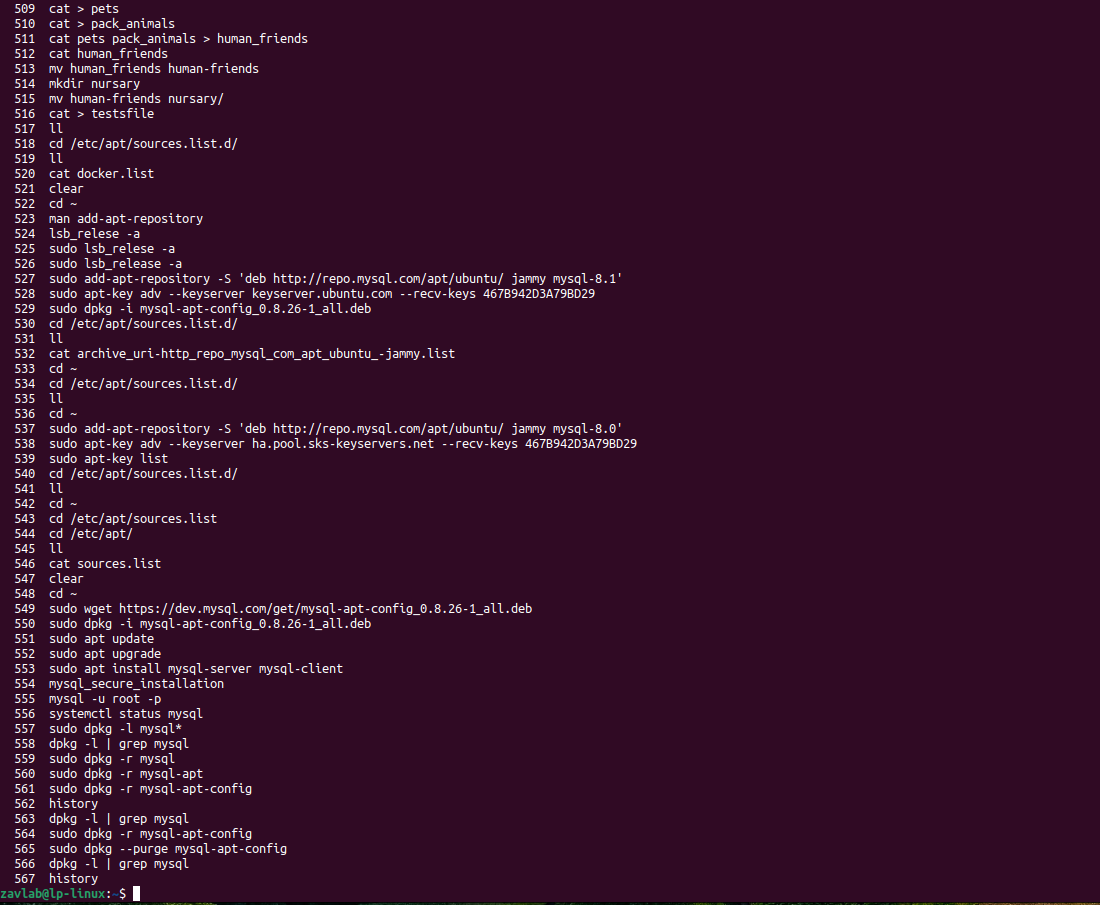 509 cat > pets
510 cat > pack_animals
511 cat pets pack_animals > human_friends
512 cat human_friends
513 mv human_friends human-friends
514 mkdir nursary
515 mv human-friends nursary/
516 cat > testsfile
517 ll
518 cd /etc/apt/sources.list.d/
519 ll
520 cat docker.list
521 clear
522 cd ~
523 man add-apt-repository
524 lsb_relese -a
525 sudo lsb_relese -a
526 sudo lsb_release -a
527 sudo add-apt-repository -S 'deb http://repo.mysql.com/apt/ubuntu/ jammy mysql-8.1'
528 sudo apt-key adv --keyserver keyserver.ubuntu.com --recv-keys 467B942D3A79BD29
529 sudo dpkg -i mysql-apt-config_0.8.26-1_all.deb
530 cd /etc/apt/sources.list.d/
531 ll
532 cat archive_uri-http_repo_mysql_com_apt_ubuntu_-jammy.list
533 cd ~
534 cd /etc/apt/sources.list.d/
535 ll
536 cd ~
537 sudo add-apt-repository -S 'deb http://repo.mysql.com/apt/ubuntu/ jammy mysql-8.0'
538 sudo apt-key adv --keyserver ha.pool.sks-keyservers.net --recv-keys 467B942D3A79BD29
539 sudo apt-key list
540 cd /etc/apt/sources.list.d/
541 ll
542 cd ~
543 cd /etc/apt/sources.list
544 cd /etc/apt/
545 ll
546 cat sources.list
547 clear
548 cd ~
549 sudo wget https://dev.mysql.com/get/mysql-apt-config_0.8.26-1_all.deb
550 sudo dpkg -i mysql-apt-config_0.8.26-1_all.deb
551 sudo apt update
552 sudo apt upgrade
553 sudo apt install mysql-server mysql-client
554 mysql_secure_installation
555 mysql -u root -p
556 systemctl status mysql
557 sudo dpkg -l mysql*
558 dpkg -l | grep mysql
559 sudo dpkg -r mysql
560 sudo dpkg -r mysql-apt
561 sudo dpkg -r mysql-apt-config
562 history
563 dpkg -l | grep mysql
564 sudo dpkg -r mysql-apt-config
565 sudo dpkg --purge mysql-apt-config
566 dpkg -l | grep mysql
567 history
zavlab@lp-linux:~$